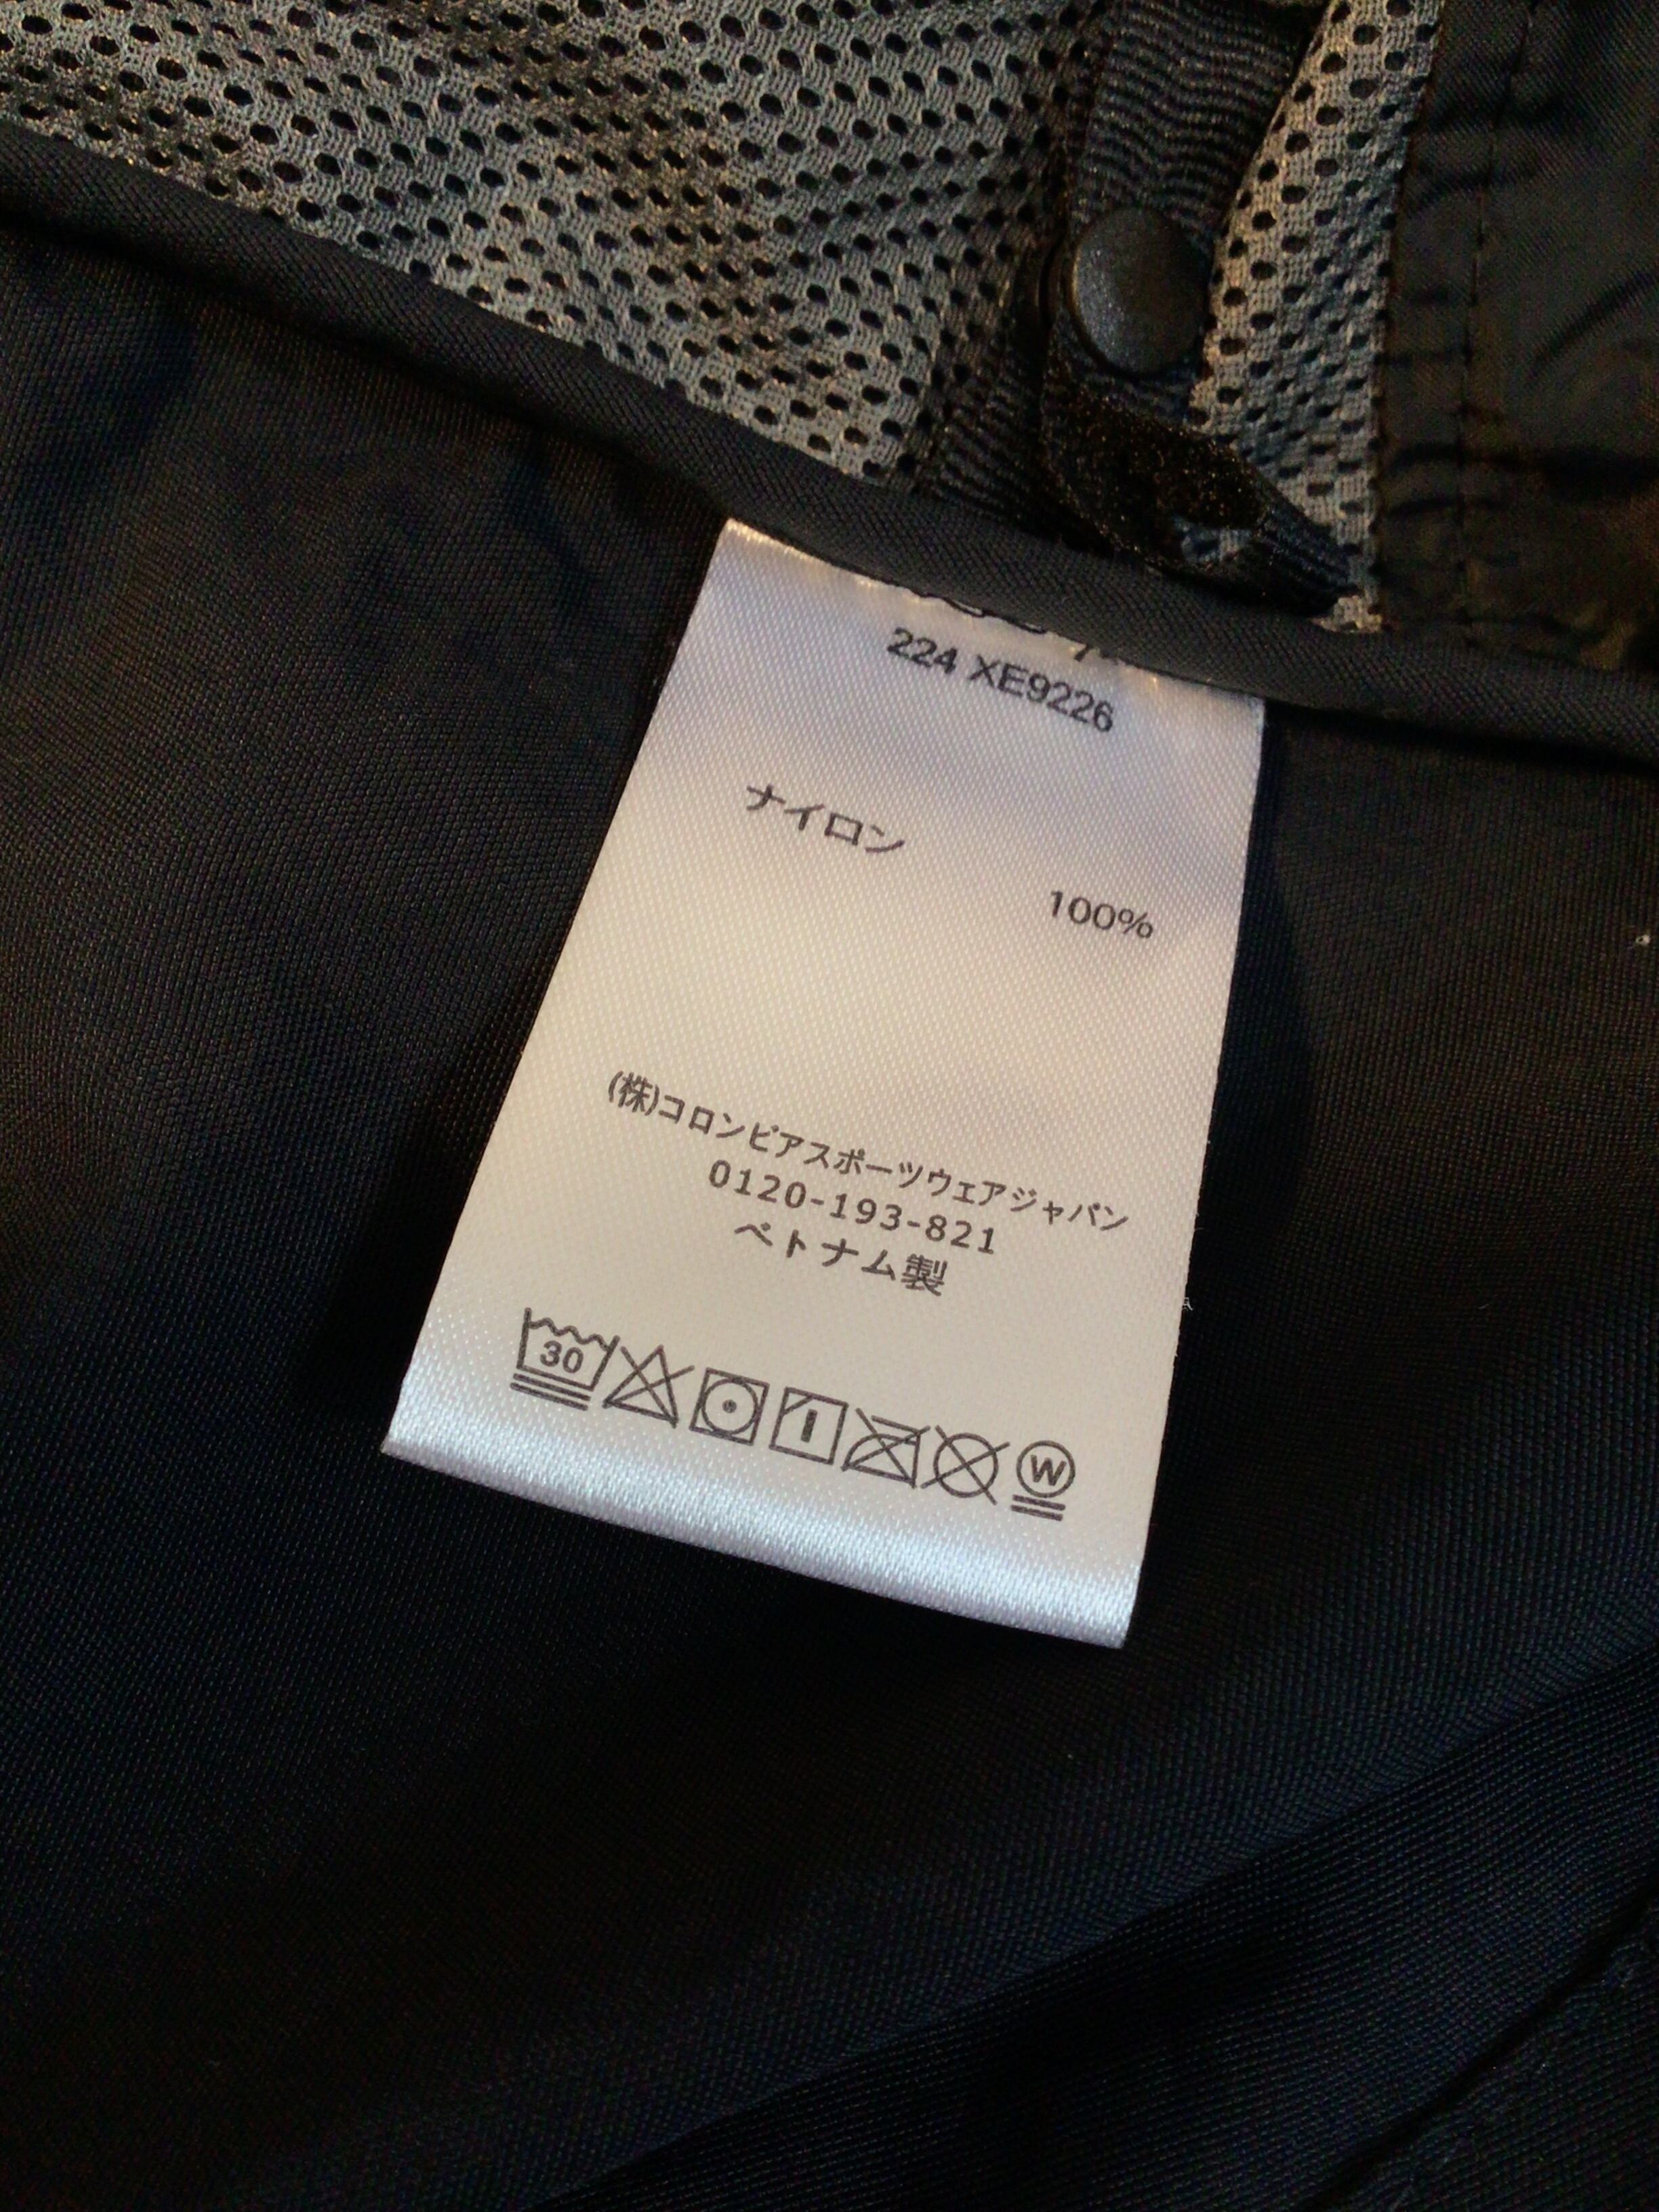 224 XE9226
ナイロン
100%
(株)コロンビアスポーツウェアジャパン
0120-193-821
ベトナム製
30
W